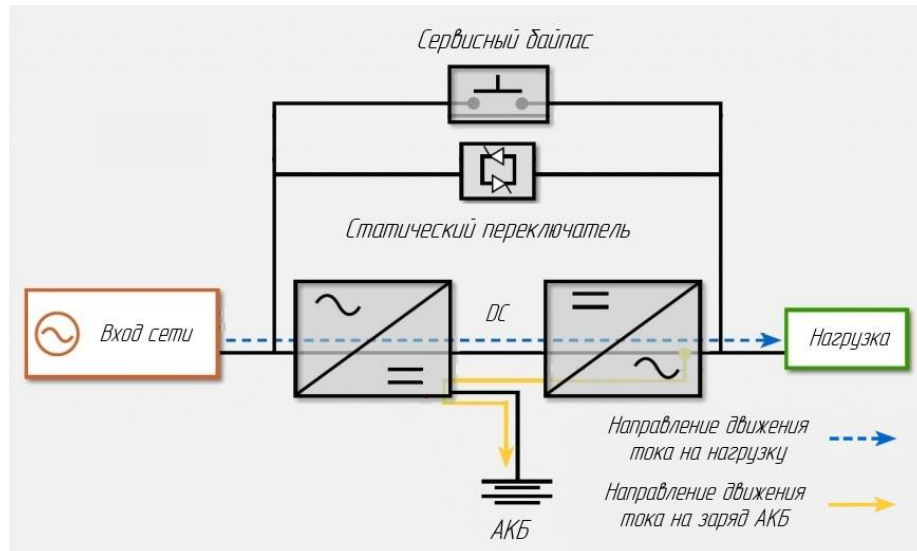 Сервисный байпас
Статический переключатель
Вход сети
DC
Нагрузка
АКБ
Направление движения
тока на нагрузку
Направление движения
тока на заряд АКБ